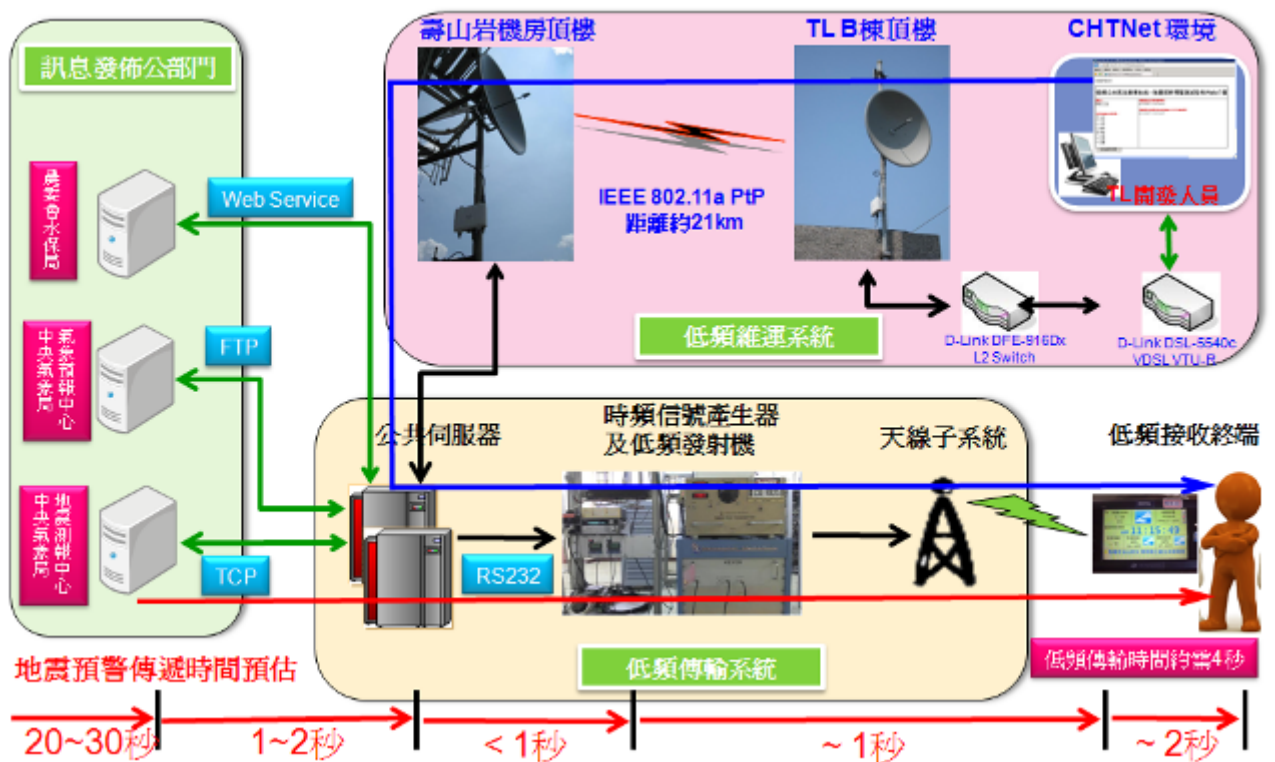 壽山岩機房頂樓
TL B棟頂樓
CHTNet 環境
訊息發佈公部門
農委會水保局
Web Service
IEEE 802.11a PtP
距離約21km
TL開發人員
氣象預報中心
中央氣象局
FTP
低頻維運系統
D-Link DFE-916Dx
L2 Switch
D-Link DSL-5540c
VDSL VTU-R
公共伺服器
時頻信號產生器
及低頻發射機
天線子系統
低頻接收終端
地震測報中心
中央氣象局
TCP
RS232
11:15:49
低頻傳輸系統
低頻傳輸時間約需4秒
地震預警傳遞時間預估
20~30秒
1~2秒
< 1秒
~ 1秒
~ 2秒